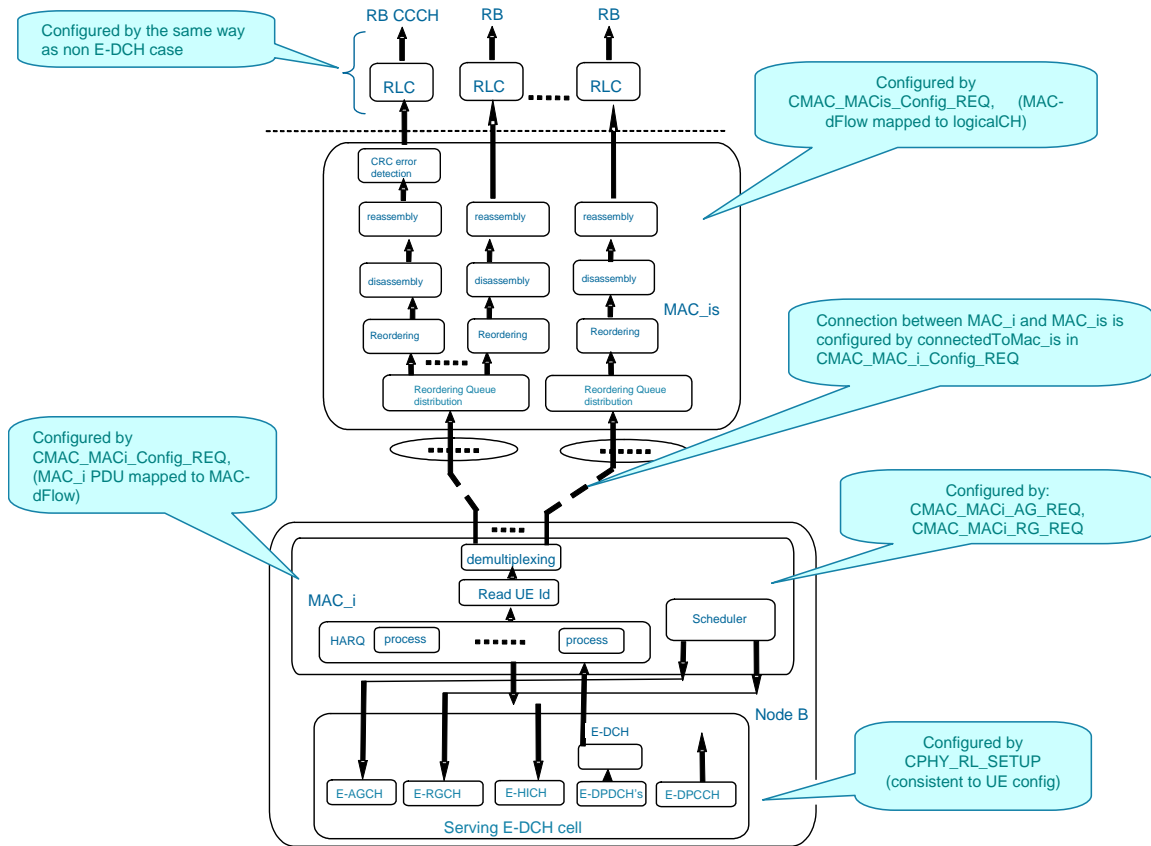 RB CCCH
RB
RB
Configured by the same way
as non E-DCH case
RLC
RLC
RLC
Configured by
CMAC_MACis_Config_REQ, (MAC-
dFlow mapped to logicalCH)
CRC error
detection
reassembly
reassembly
reassembly
disassembly
disassembly
disassembly
MAC_is
Reordering
Reordering
Reordering
Reordering Queue
distribution
Reordering Queue
distribution
Connection between MAC_i and MAC_is is
configured by connectedToMac_is in
CMAC_MAC_i_Config_REQ
Configured by
CMAC_MACi_Config_REQ,
(MAC_i PDU mapped to MAC-
dFlow)
Configured by:
CMAC_MACi_AG_REQ,
CMAC_MACi_RG_REQ
demultiplexing
Read UE Id
MAC_i
Scheduler
HARQ
process
process
Node B
E-DCH
E-AGCH
E-RGCH
E-HICH
E-DPDCH's
E-DPCCH
Serving E-DCH cell
Configured by
CPHY_RL_SETUP
(consistent to UE config)